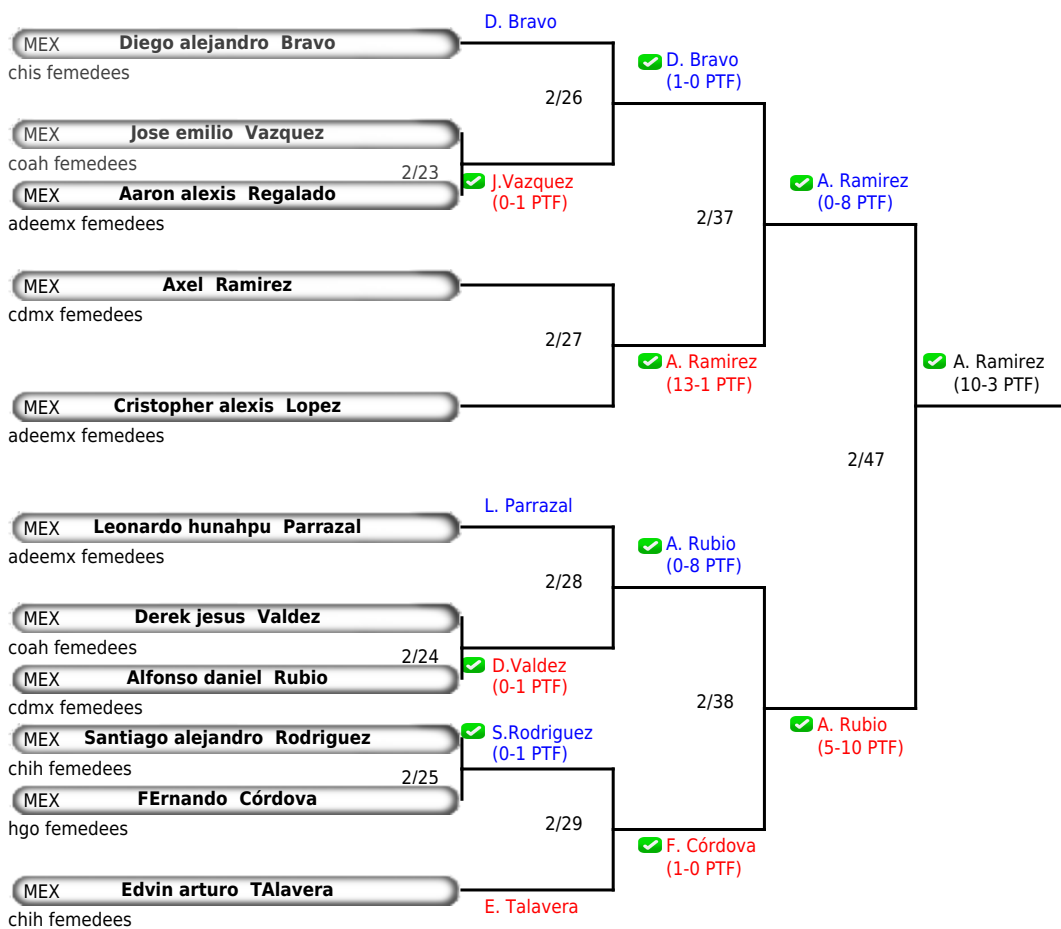 D. Bravo
MEX Diego alejandro Bravo
chis femedees
D. Bravo
(1-0 PTF)
2/26
MEX Jose emilio Vazquez
coah femedees
2/23
J.Vazquez
(0-1 PTF)
MEX Aaron alexis Regalado
adeemx femedees
A. Ramirez
(0-8 PTF)
2/37
MEX Axel Ramirez
cdmx femedees
2/27
A. Ramirez
(13-1 PTF)
A. Ramirez
(10-3 PTF)
MEX Cristopher alexis Lopez
adeemx femedees
2/47
L. Parrazal
MEX Leonardo hunahpu Parrazal
adeemx femedees
A. Rubio
(0-8 PTF)
2/28
MEX Derek jesus Valdez
coah femedees
2/24
D.Valdez
(0-1 PTF)
MEX Alfonso daniel Rubio
cdmx femedees
2/38
A. Rubio
(5-10 PTF)
MEX Santiago alejandro Rodriguez
chih femedees
S.Rodriguez
(0-1 PTF)
2/25
MEX FErnando Córdova
hgo femedees
2/29
F. Córdova
(1-0 PTF)
MEX Edvin arturo TAlavera
chih femedees
E. Talavera